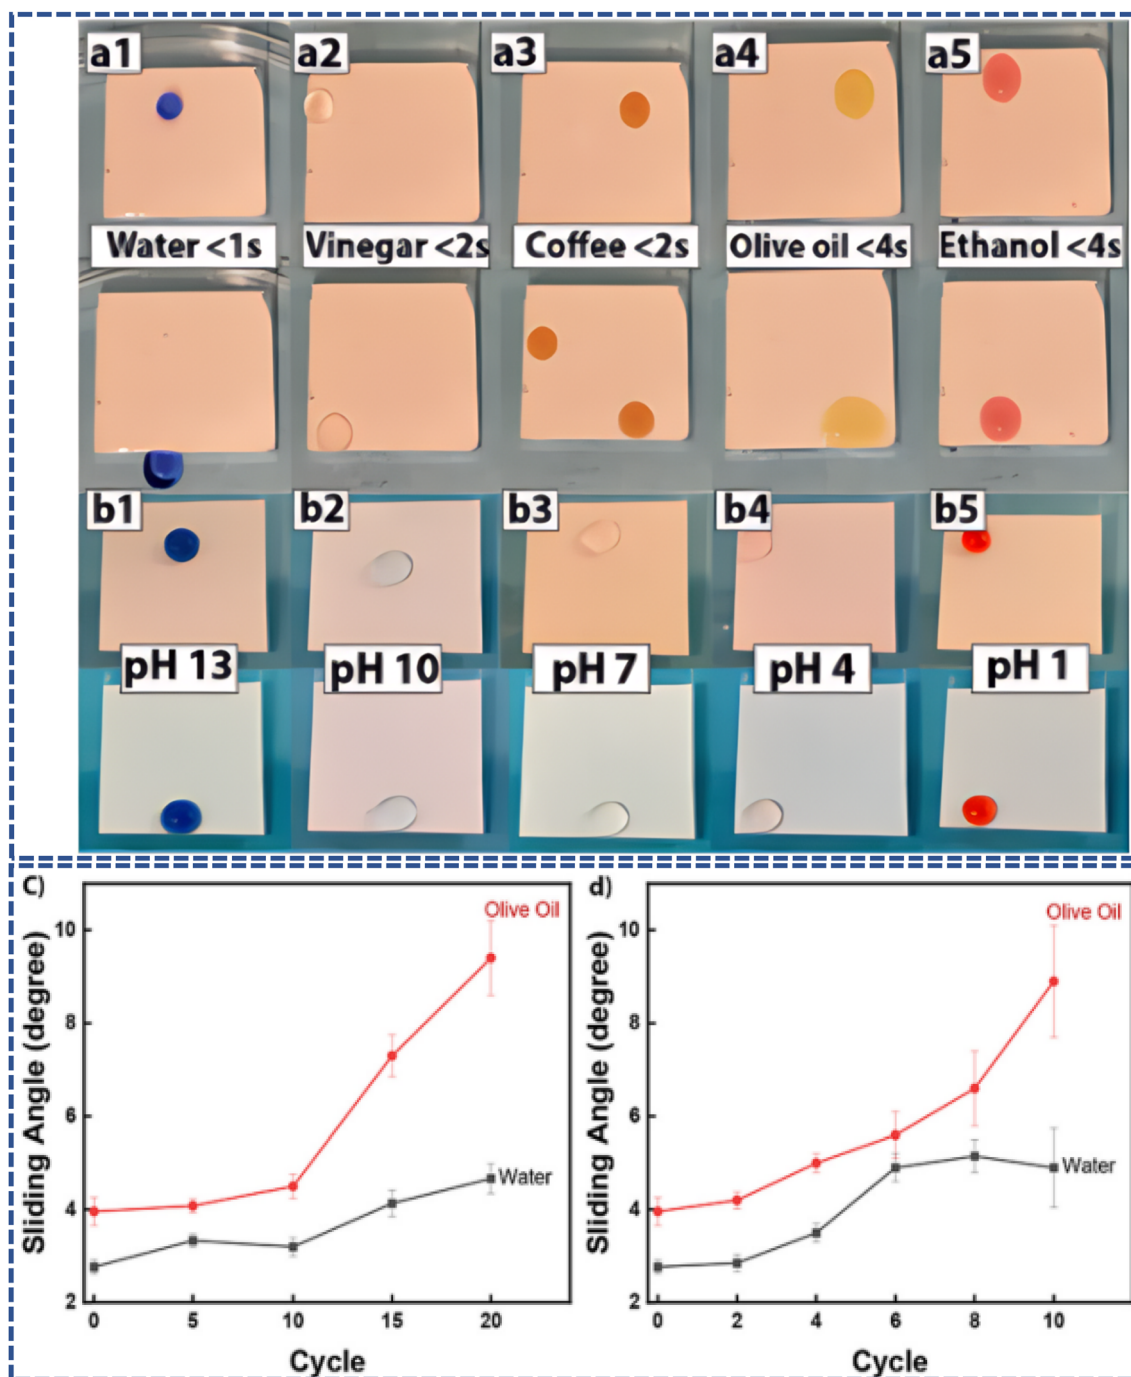 a1
a2
a3
a4
a5
Water <1s
Vinegar <2s
Coffee <2s
Olive oil <4s
Ethanol <4s
b1
b2
b3
b4
b5
pH 13
pH 10
pH 7
pH 4
pH 1
C)
Olive Oil
Water
10
8
6
4
2
Sliding Angle (degree)
0
5
10
15
20
Cycle
d)
Olive Oil
Water
10
8
6
4
2
Sliding Angle (degree)
0
2
4
6
8
10
Cycle